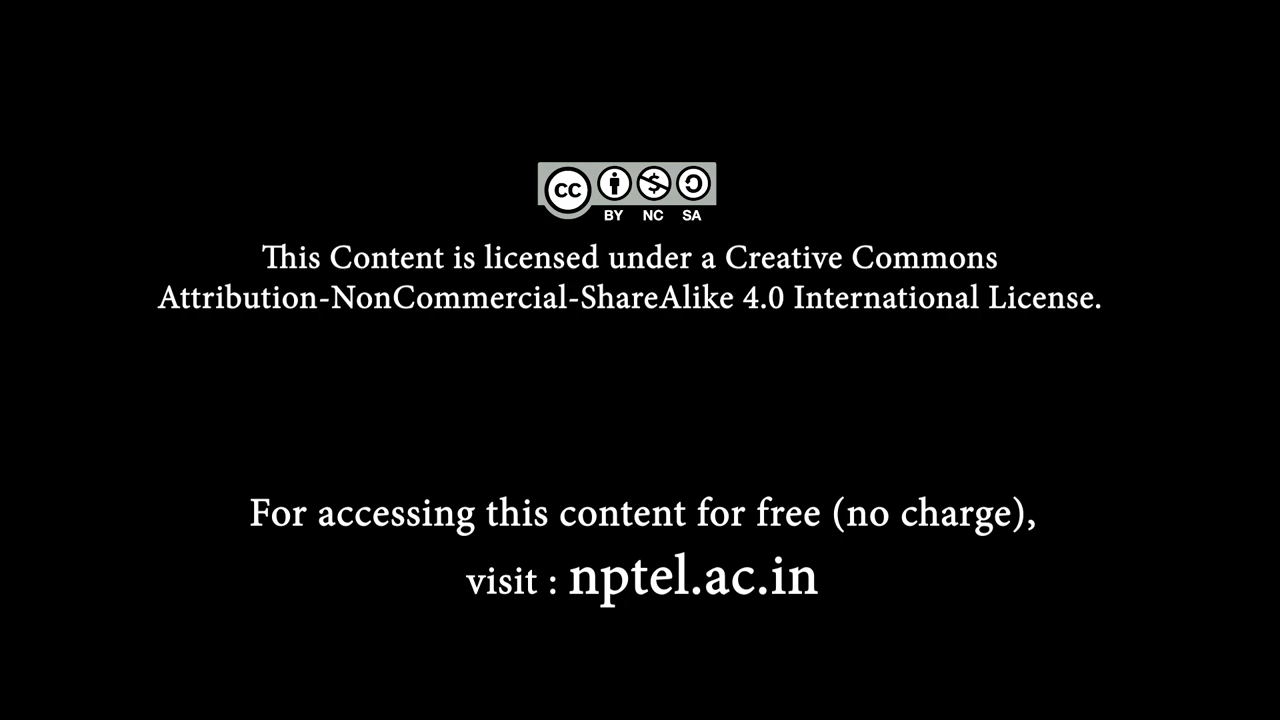 cc
BY NC SA
This Content is licensed under a Creative Commons
Attribution-NonCommercial-ShareAlike 4.0 International License.
For accessing this content for free (no charge),
visit : nptel.ac.in